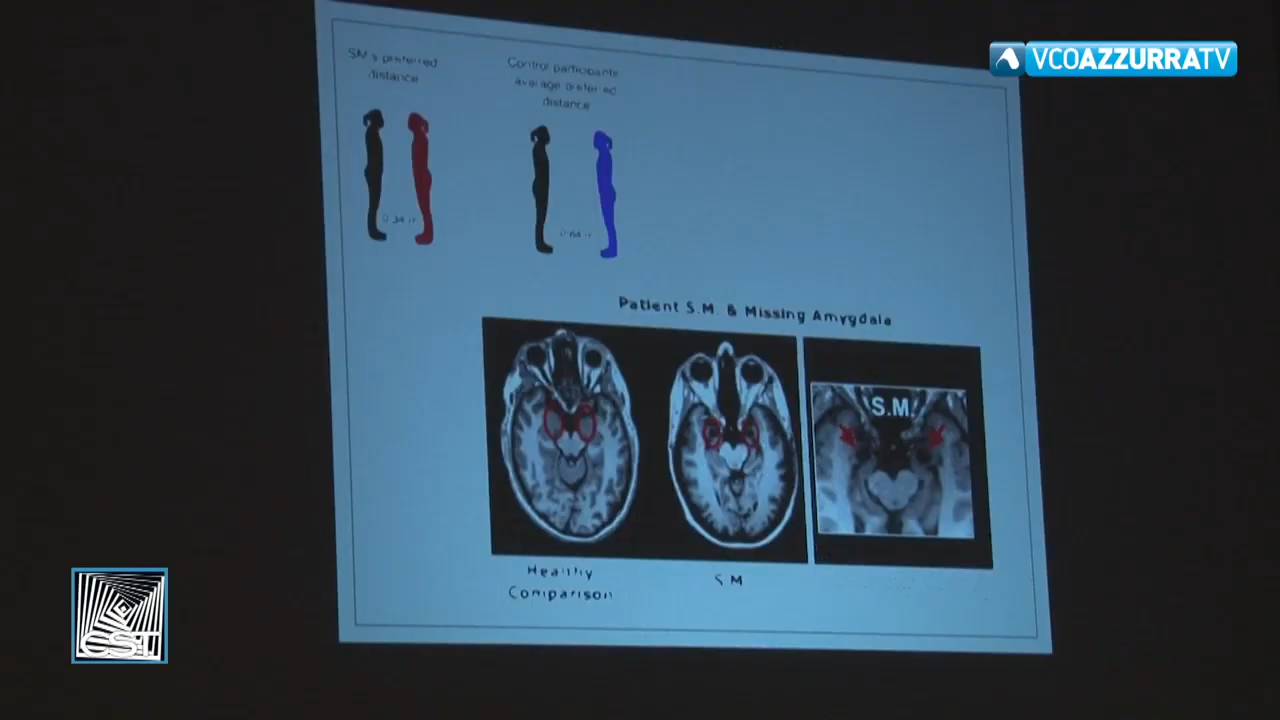 VCOAZZURRATV
SM's preferred
distance
Control participants
average preferred
distance
0.34 m
0.64 m
Patient S.M. & Missing Amygdala
S.M.
Healthy
Comparison
S.M
CST